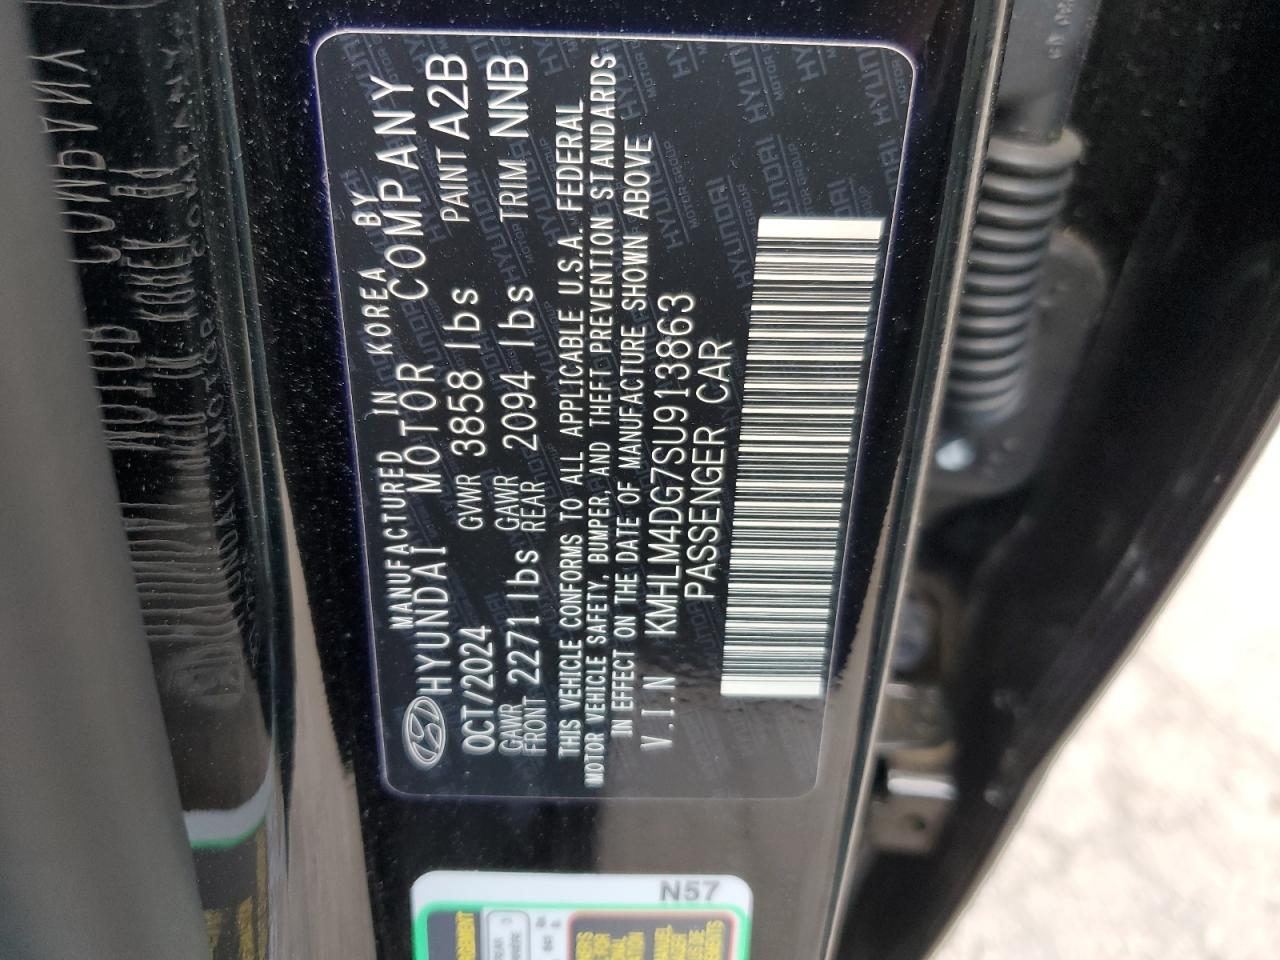 MANUFACTURED IN KOREA BY
HYUNDAI MOTOR COMPANY
OCT/2024 GVWR 3858 lbs PAINT A2B
GAWR FRONT 2271 lbs GAWR REAR 2094 lbs TRIM NNB
THIS VEHICLE CONFORMS TO ALL APPLICABLE U.S.A. FEDERAL
MOTOR VEHICLE SAFETY, BUMPER, AND THEFT PREVENTION STANDARDS
IN EFFECT ON THE DATE OF MANUFACTURE SHOWN ABOVE
V.I.N KMHLM4DG7SU913863
PASSENGER CAR
N57